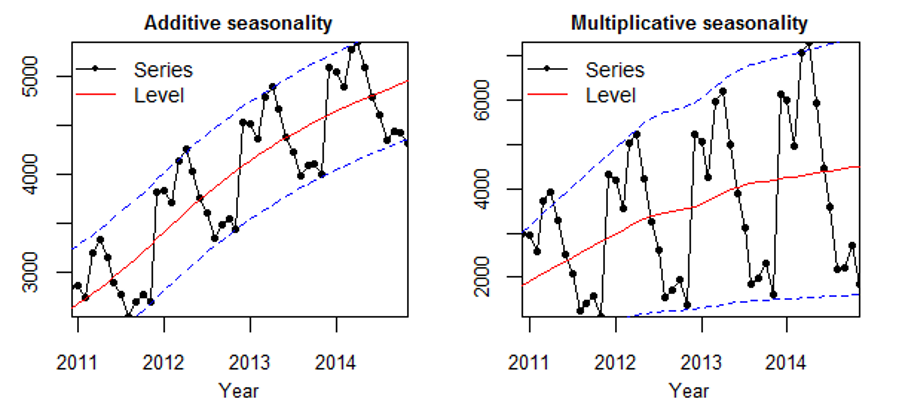 Additive seasonality
Series
Level
5000
4000
3000
2011 2012 2013 2014
Year
Multiplicative seasonality
Series
Level
6000
4000
2000
2011 2012 2013 2014
Year